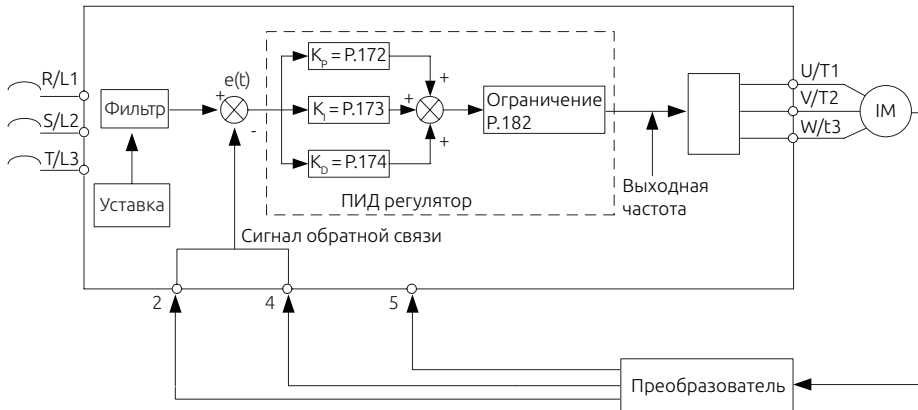 R/L1
S/L2
T/L3
Фильтр
Уставка
+
e(t)
-
K_P = P.172
K_I = P.173
K_D = P.174
+
+
+
ПИД регулятор
Ограничение
P.182
Выходная
частота
U/T1
V/T2
W/t3
IM
Сигнал обратной связи
2
4
5
Преобразователь